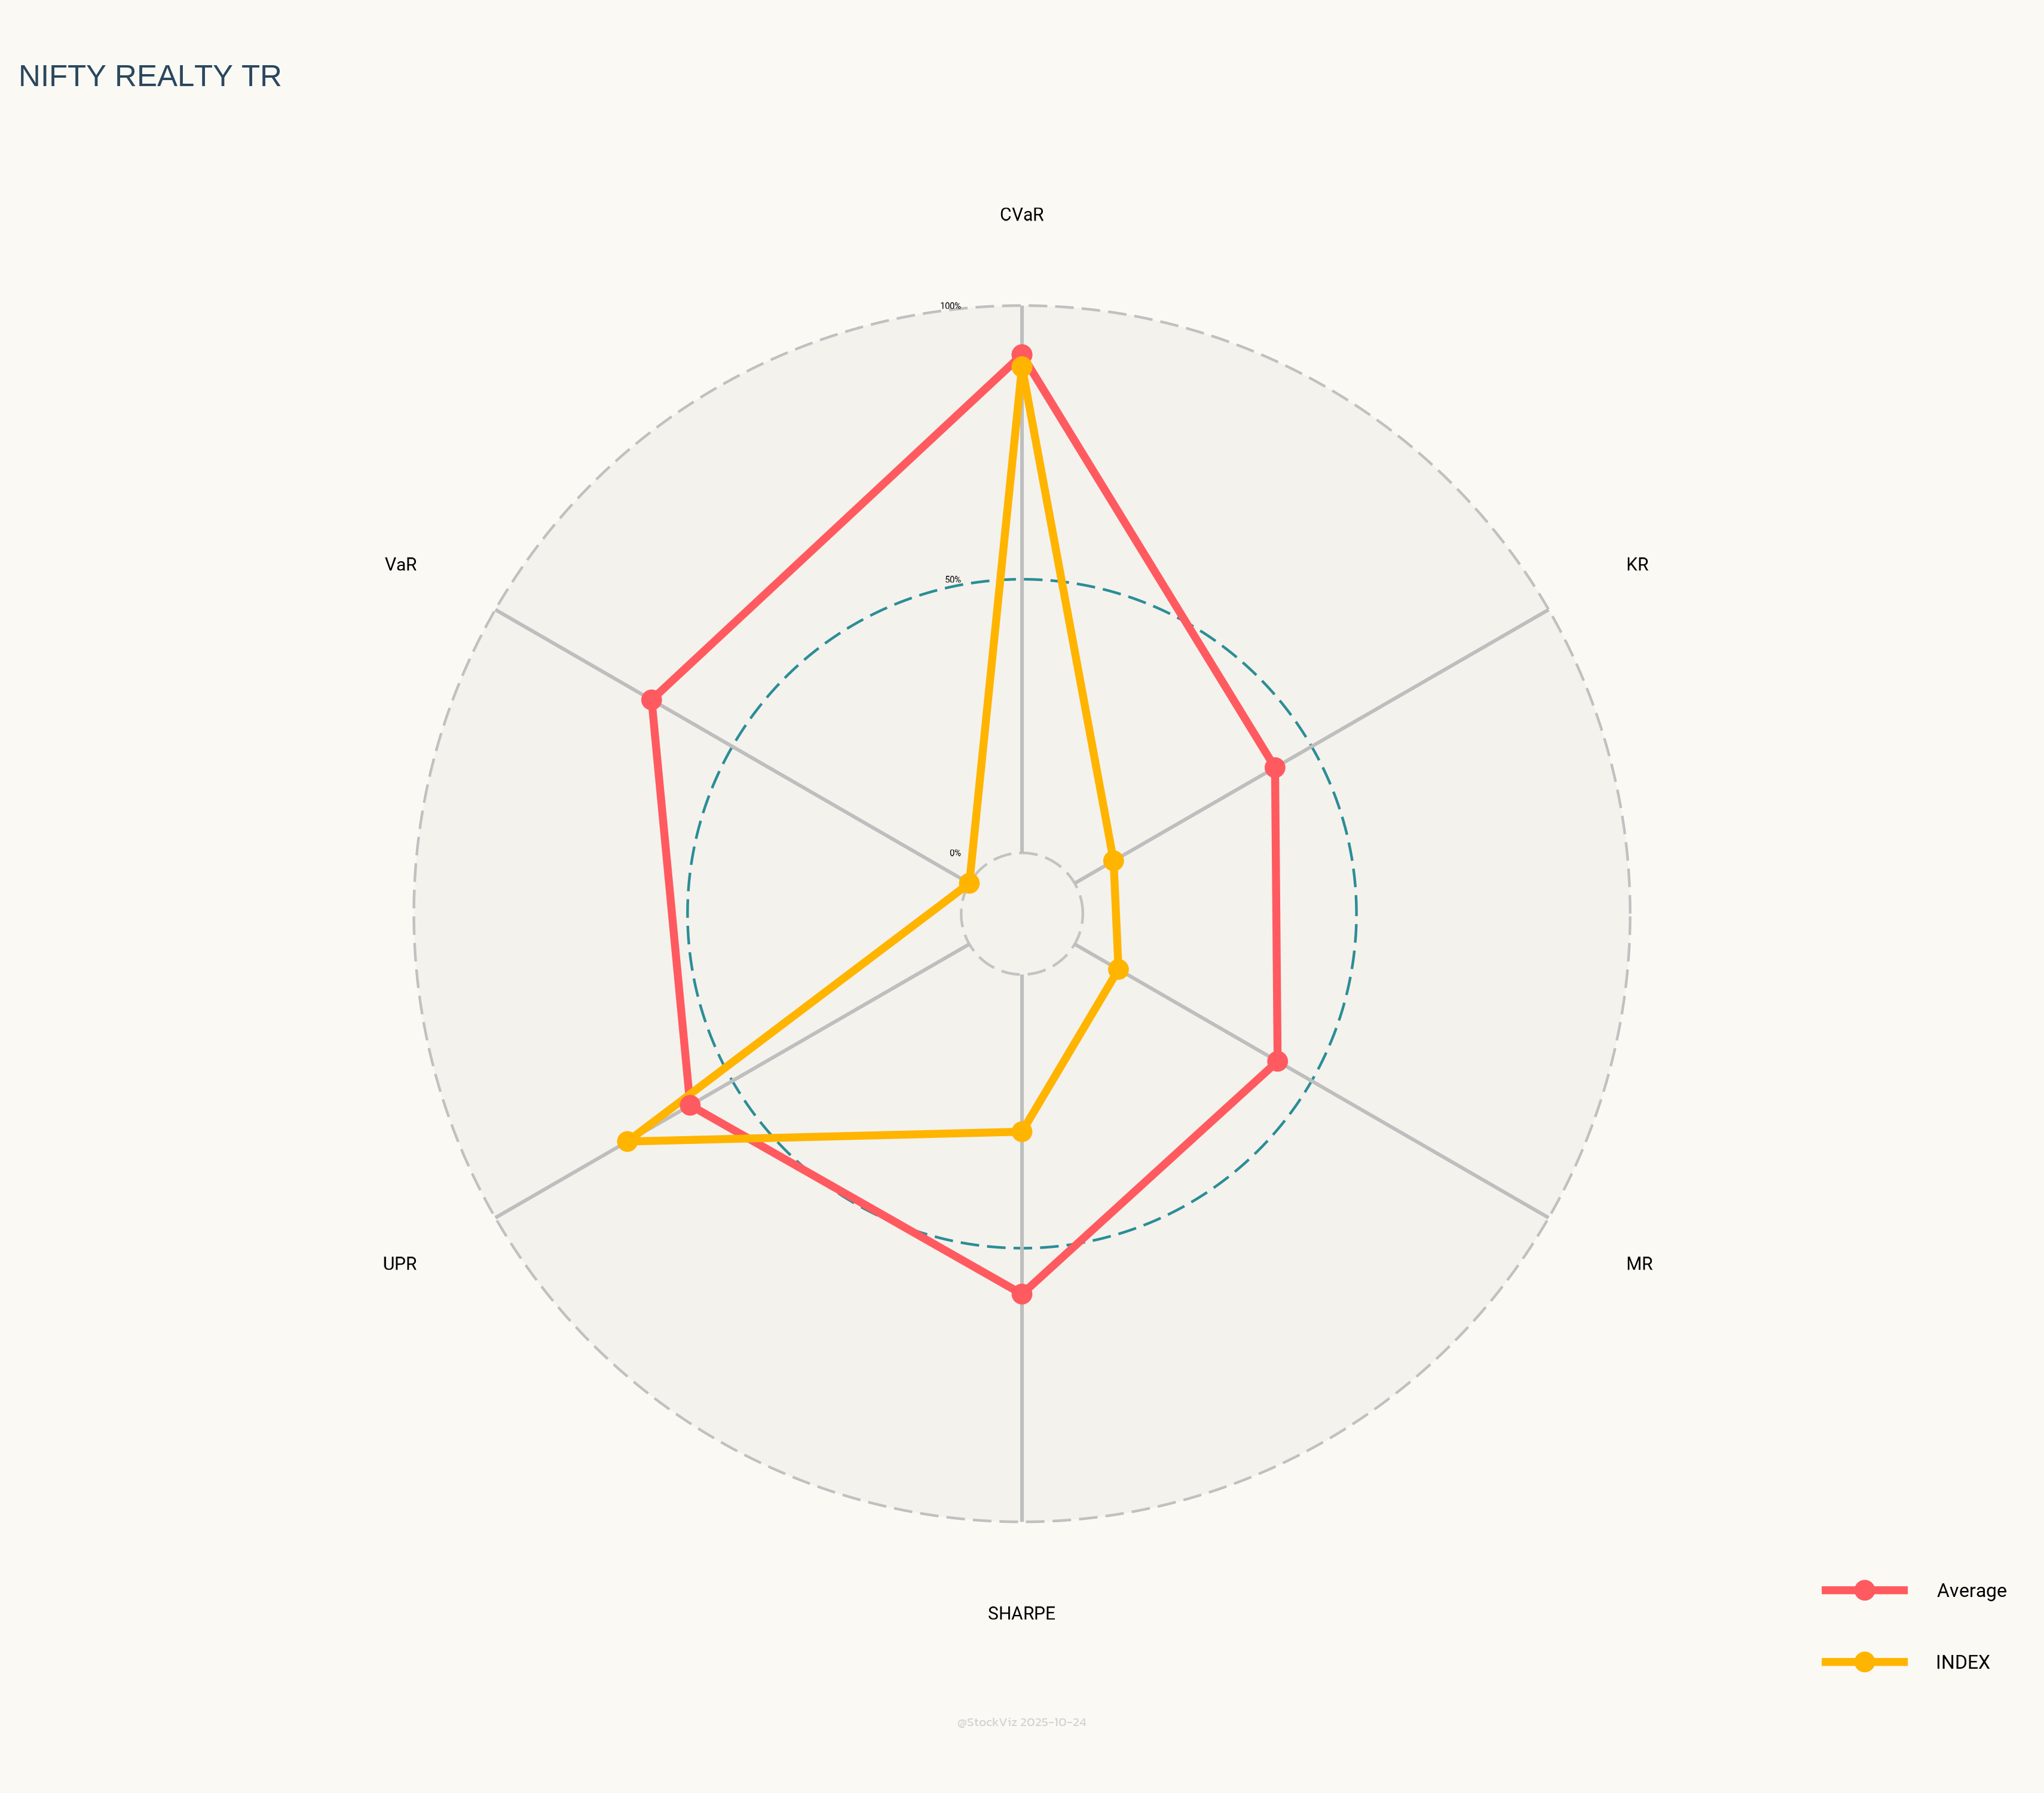 NIFTY REALTY TR
CVaR
100%
VaR
KR
50%
0%
UPR
MR
SHARPE
Average
INDEX
@StockViz 2025-10-24